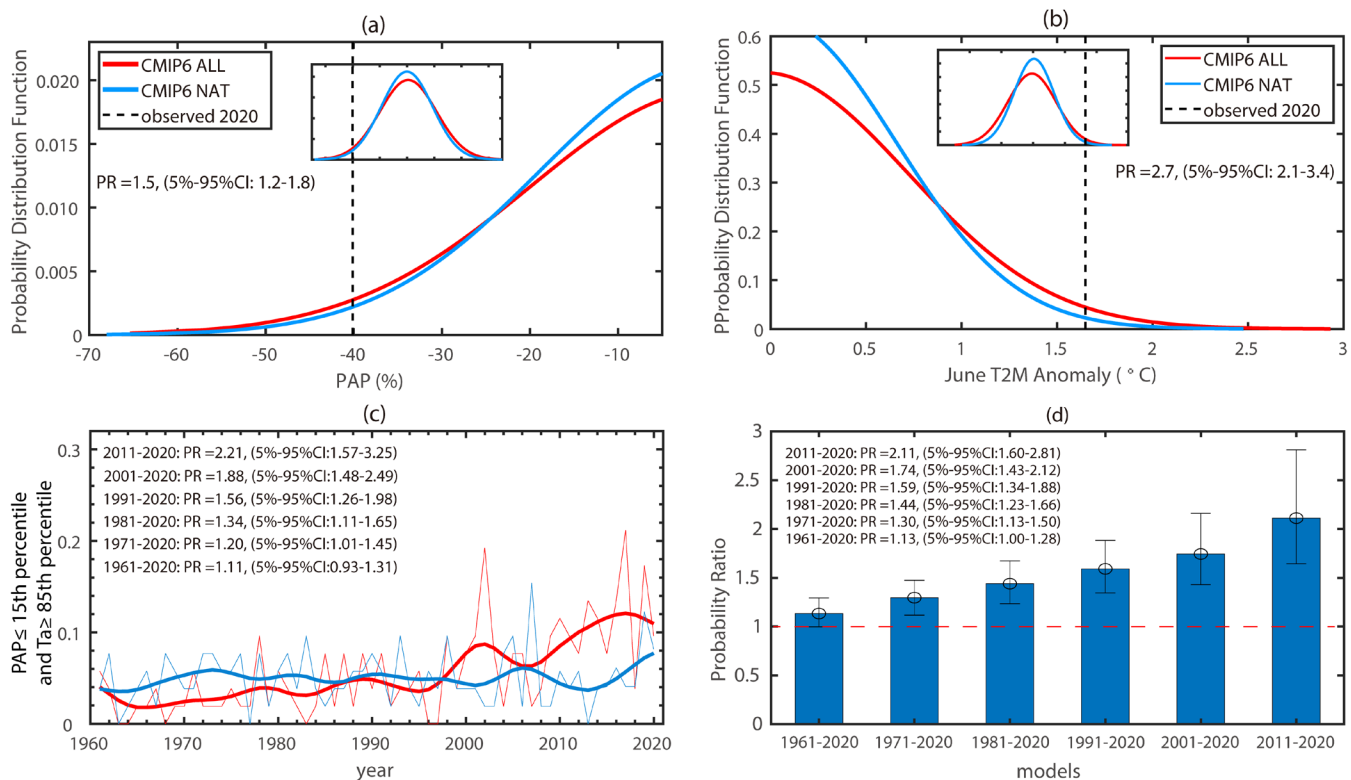 (a)
Probability Distribution Function
0.020
0.015
0.010
0.005
0
CMIP6 ALL
CMIP6 NAT
observed 2020
PR =1.5, (5%-95%CI: 1.2-1.8)
-70 -60 -50 -40 -30 -20 -10
PAP (%)
(b)
PProbability Distribution Function
0.6
0.5
0.4
0.3
0.2
0.1
0
CMIP6 ALL
CMIP6 NAT
observed 2020
PR =2.7, (5%-95%CI: 2.1-3.4)
0 0.5 1 1.5 2 2.5 3
June T2M Anomaly ( ° C)
(c)
PAP≤ 15th percentile
and Ta≥ 85th percentile
0.3
0.2
0.1
0
2011-2020: PR =2.21, (5%-95%CI:1.57-3.25)
2001-2020: PR =1.88, (5%-95%CI:1.48-2.49)
1991-2020: PR =1.56, (5%-95%CI:1.26-1.98)
1981-2020: PR =1.34, (5%-95%CI:1.11-1.65)
1971-2020: PR =1.20, (5%-95%CI:1.01-1.45)
1961-2020: PR =1.11, (5%-95%CI:0.93-1.31)
1960 1970 1980 1990 2000 2010 2020
year
(d)
Probability Ratio
3
2.5
2
1.5
1
0.5
0
2011-2020: PR =2.11, (5%-95%CI:1.60-2.81)
2001-2020: PR =1.74, (5%-95%CI:1.43-2.12)
1991-2020: PR =1.59, (5%-95%CI:1.34-1.88)
1981-2020: PR =1.44, (5%-95%CI:1.23-1.66)
1971-2020: PR =1.30, (5%-95%CI:1.13-1.50)
1961-2020: PR =1.13, (5%-95%CI:1.00-1.28)
1961-2020 1971-2020 1981-2020 1991-2020 2001-2020 2011-2020
models